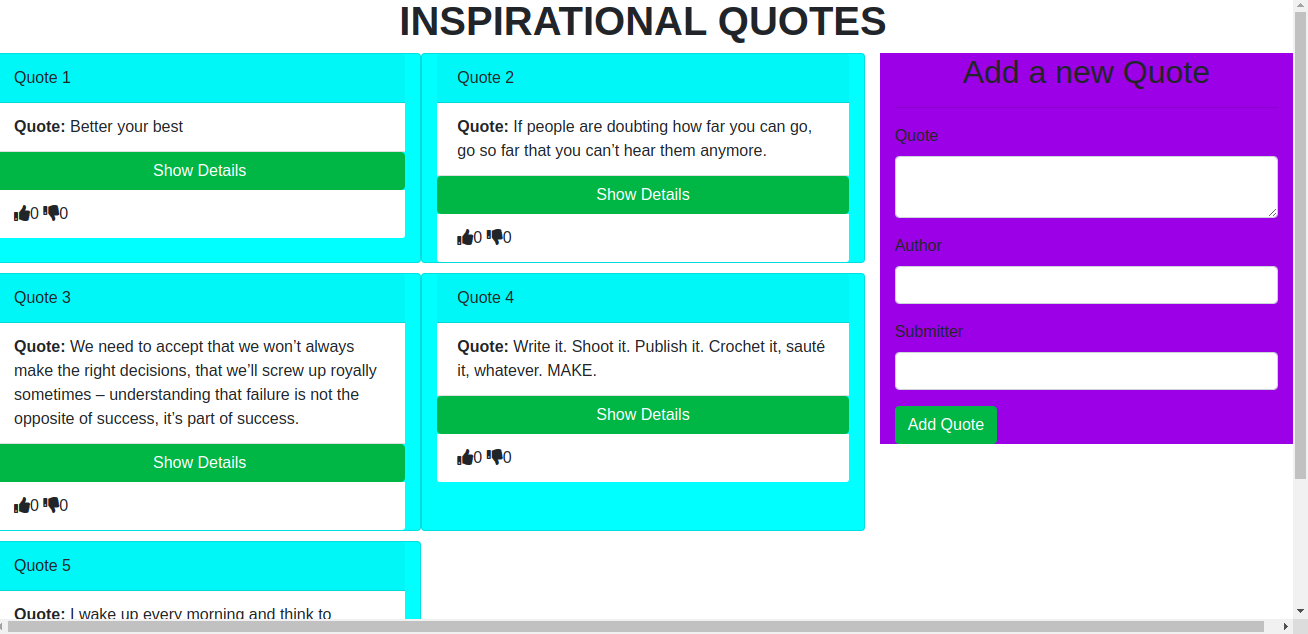 INSPIRATIONAL QUOTES
Quote 1
Quote: Better your best
Show Details
0 0
Quote 2
Quote: If people are doubting how far you can go,
go so far that you can’t hear them anymore.
Show Details
0 0
Quote 3
Quote: We need to accept that we won’t always
make the right decisions, that we’ll screw up royally
sometimes – understanding that failure is not the
opposite of success, it’s part of success.
Show Details
0 0
Quote 4
Quote: Write it. Shoot it. Publish it. Crochet it, sauté
it, whatever. MAKE.
Show Details
0 0
Quote 5
Quote: I wake up every morning and think to
Add a new Quote
Quote
Author
Submitter
Add Quote